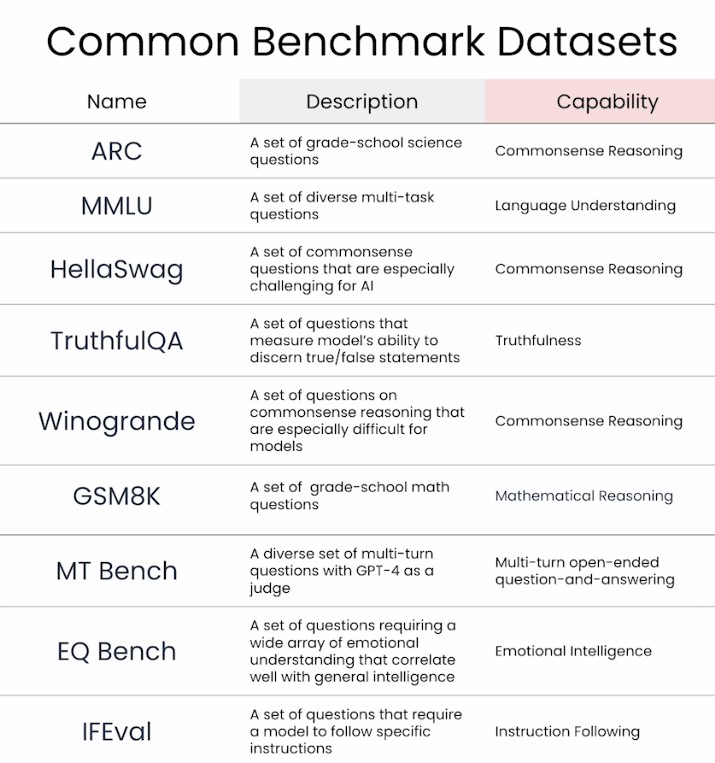 Common Benchmark Datasets
Name Description Capability
ARC
A set of grade-school science
questions
Commonsense Reasoning
MMLU
A set of diverse multi-task
questions
Language Understanding
HellaSwag
A set of commonsense
questions that are especially
challenging for AI
Commonsense Reasoning
TruthfulQA
A set of questions that
measure model's ability to
discern true/false statements
Truthfulness
Winogrande
A set of questions on
commonsense reasoning that
are especially difficult for
models
Commonsense Reasoning
GSM8K
A set of grade-school math
questions
Mathematical Reasoning
MT Bench
A diverse set of multi-turn
questions with GPT-4 as a
judge
Multi-turn open-ended
question-and-answering
EQ Bench
A set of questions requiring a
wide array of emotional
understanding that correlate
well with general intelligence
Emotional Intelligence
IFEval
A set of questions that require
a model to follow specific
instructions
Instruction Following